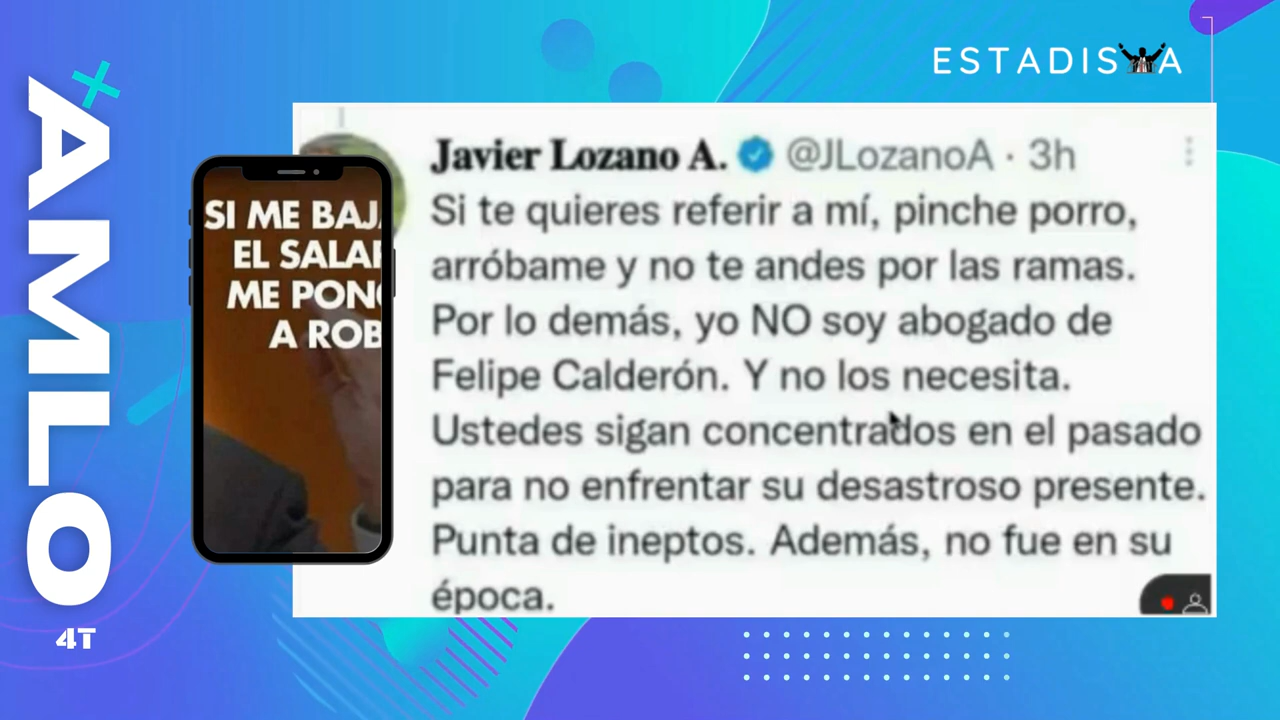 ESTADISTA
+AMLO
4T
SI ME BAJ
EL SALA
ME PON
A ROB
Javier Lozano A. @JLozanoA · 3h
Si te quieres referir a mí, pinche porro,
arróbame y no te andes por las ramas.
Por lo demás, yo NO soy abogado de
Felipe Calderón. Y no los necesita.
Ustedes sigan concentrados en el pasado
para no enfrentar su desastroso presente.
Punta de ineptos. Además, no fue en su
época.